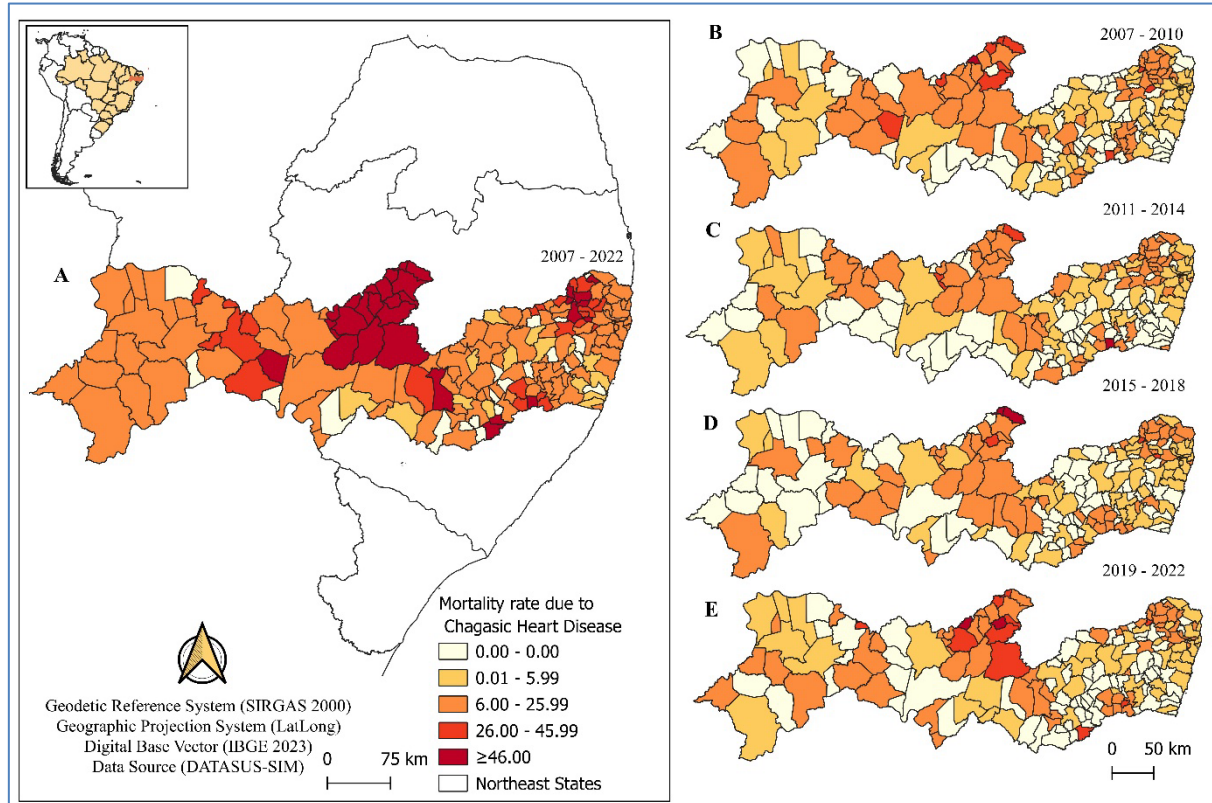 A
2007 - 2022
Mortality rate due to
Chagasic Heart Disease
0.00 - 0.00
0.01 - 5.99
6.00 - 25.99
26.00 - 45.99
≥46.00
Northeast States
Geodetic Reference System (SIRGAS 2000)
Geographic Projection System (LatLong)
Digital Base Vector (IBGE 2023)
Data Source (DATASUS-SIM)
0 75 km
B
2007 - 2010
C
2011 - 2014
D
2015 - 2018
E
2019 - 2022
0 50 km